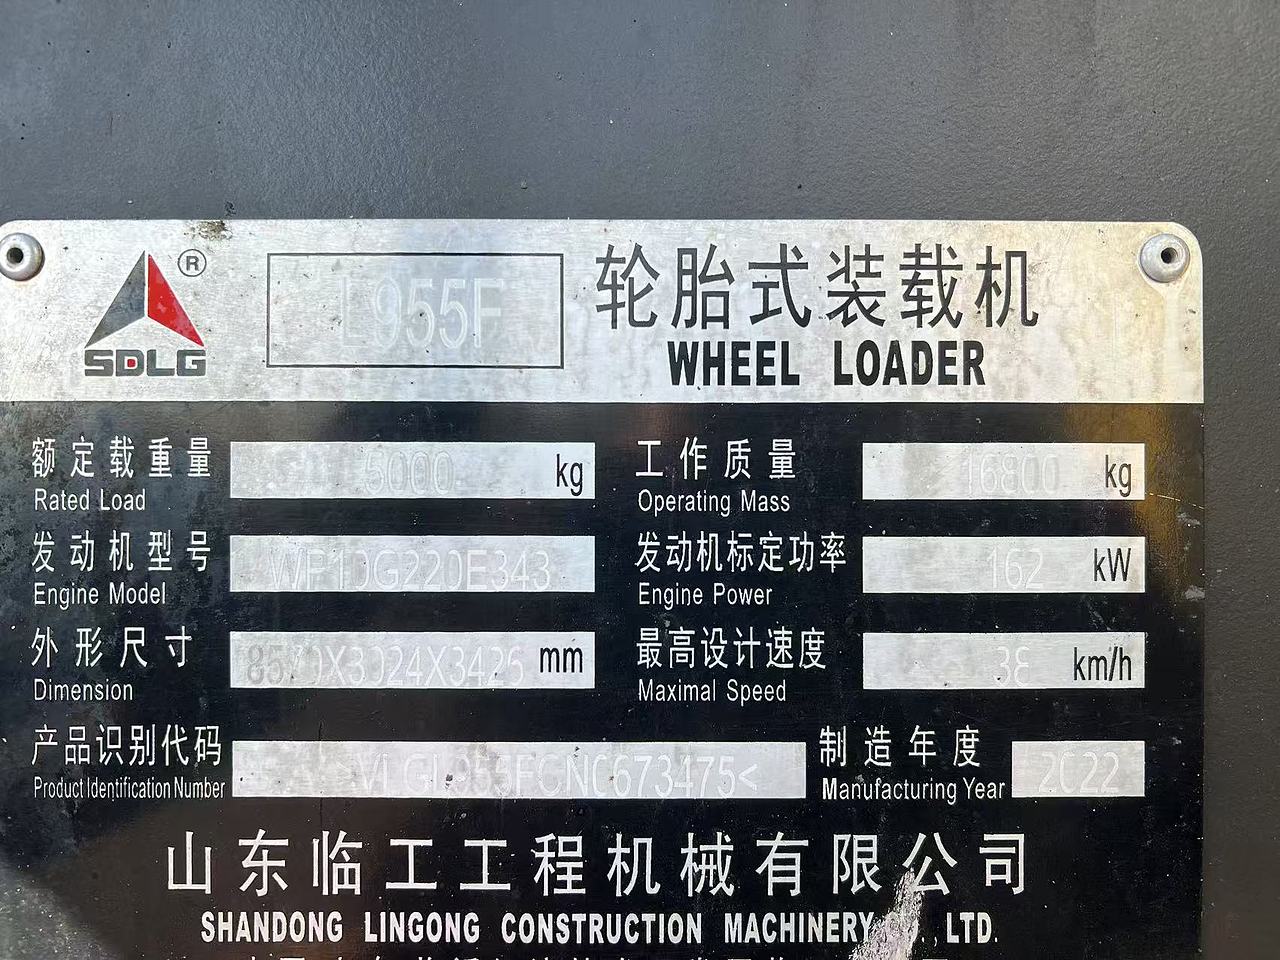 SDLG ®
L955F
轮胎式装载机
WHEEL LOADER
额定载重量 5000 kg
Rated Load
工作质量 16800 kg
Operating Mass
发动机型号 WP10G220E343
Engine Model
发动机标定功率 162 kW
Engine Power
外形尺寸 mm
Dimension
最高设计速度 38 km/h
Maximal Speed
产品识别代码
Product Identification Number
制造年度 2022
Manufacturing Year
山东临工工程机械有限公司
SHANDONG LINGONG CONSTRUCTION MACHINERY LTD.